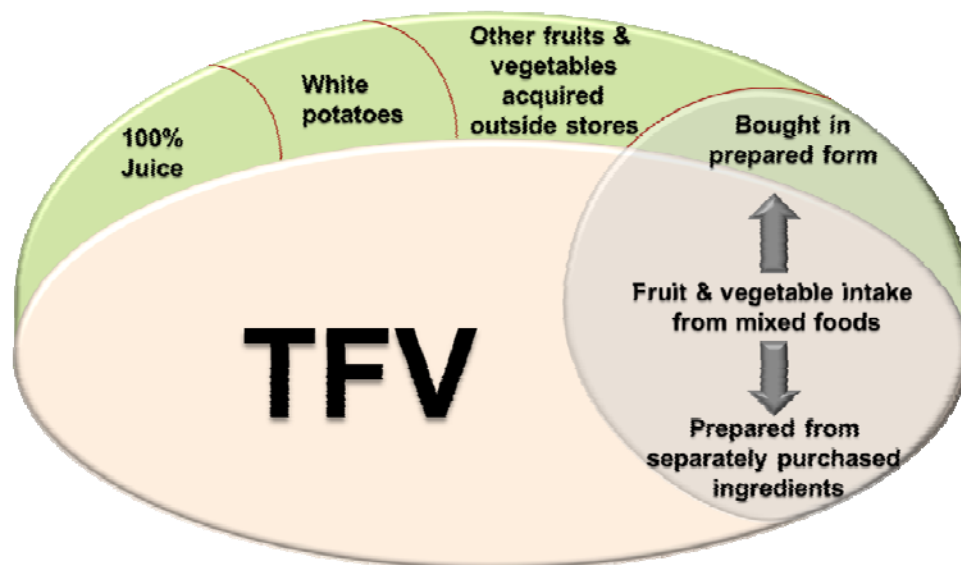 100%
Juice
White
potatoes
Other fruits &
vegetables
acquired
outside stores
Bought in
prepared form
Fruit & vegetable intake
from mixed foods
TFV
Prepared from
separately purchased
ingredients